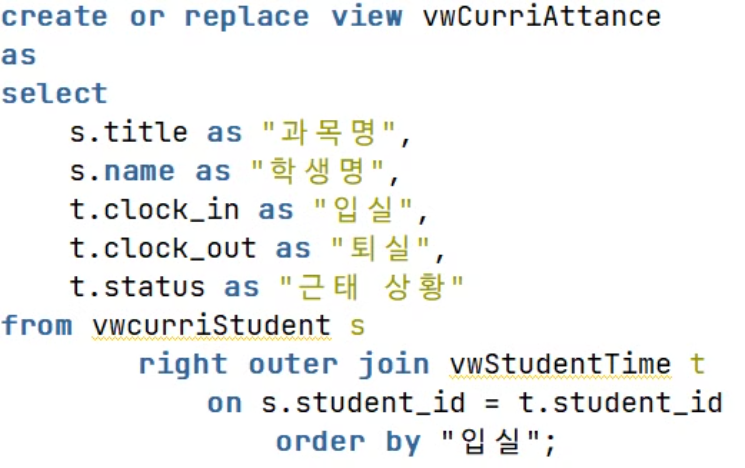 create or replace view vwCurriAttance
as
select
s.title as "과목명",
s.name as "학생명",
t.clock_in as "입실",
t.clock_out as "퇴실",
t.status as "근태 상황"
from vwcurriStudent s
right outer join vwStudentTime t
on s.student_id = t.student_id
order by "입실";